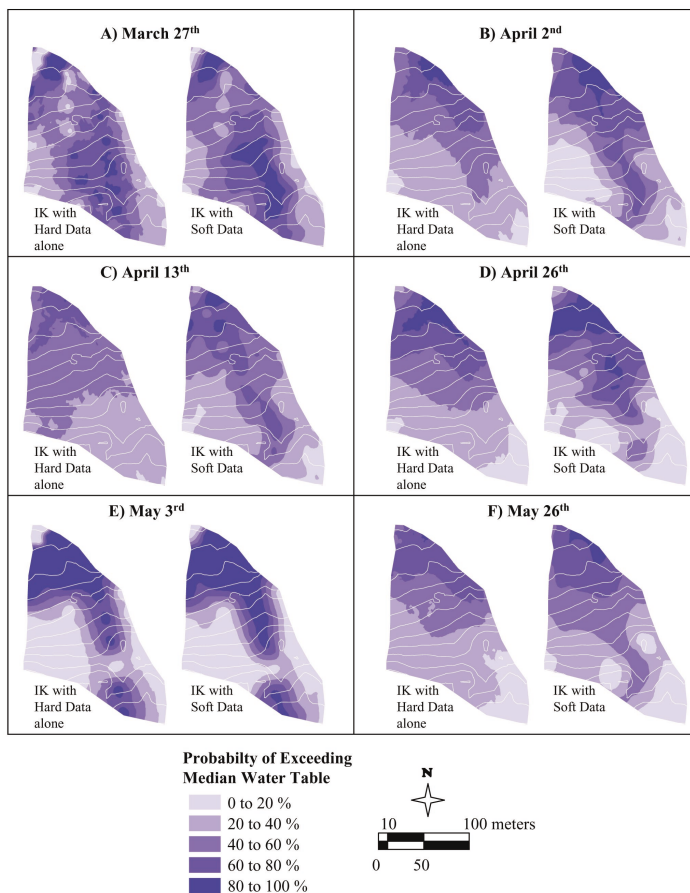 A) March 27th
IK with
Hard Data
alone
IK with
Soft Data
B) April 2nd
IK with
Hard Data
alone
IK with
Soft Data
C) April 13th
IK with
Hard Data
alone
IK with
Soft Data
D) April 26th
IK with
Hard Data
alone
IK with
Soft Data
E) May 3rd
IK with
Hard Data
alone
IK with
Soft Data
F) May 26th
IK with
Hard Data
alone
IK with
Soft Data
Probabilty of Exceeding
Median Water Table
0 to 20 %
20 to 40 %
40 to 60 %
60 to 80 %
80 to 100 %
N
10 100 meters
0 50